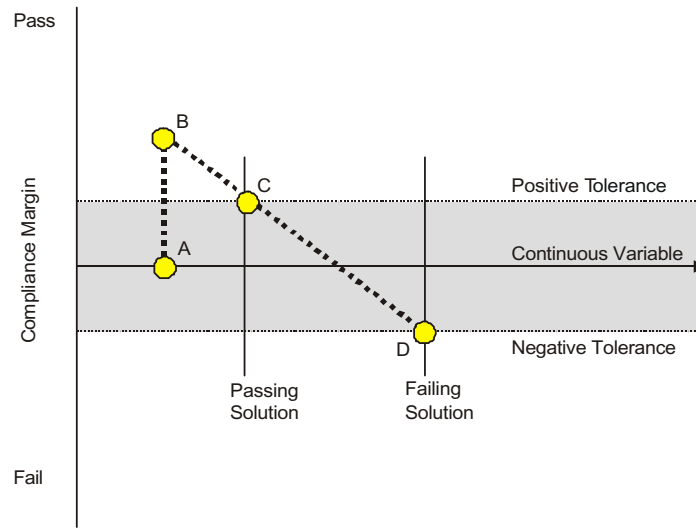 Pass
B
C
Positive Tolerance
A
Continuous Variable
Compliance Margin
D
Negative Tolerance
Passing
Solution
Failing
Solution
Fail